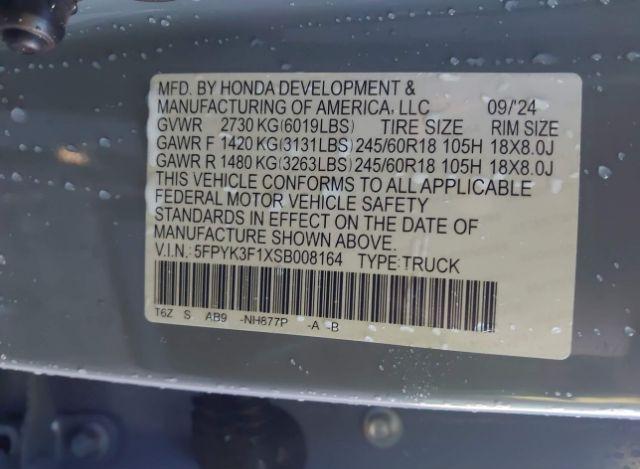 MFD. BY HONDA DEVELOPMENT &
MANUFACTURING OF AMERICA, LLC 09/'24
GVWR 2730 KG(6019LBS) TIRE SIZE RIM SIZE
GAWR F 1420 KG(3131LBS) 245/60R18 105H 18X8.0J
GAWR R 1480 KG(3263LBS) 245/60R18 105H 18X8.0J
THIS VEHICLE CONFORMS TO ALL APPLICABLE
FEDERAL MOTOR VEHICLE SAFETY
STANDARDS IN EFFECT ON THE DATE OF
MANUFACTURE SHOWN ABOVE.
V.I.N.: 5FPYK3F1XSB008164 TYPE:TRUCK
T6Z S AB9 -NH877P -A -B